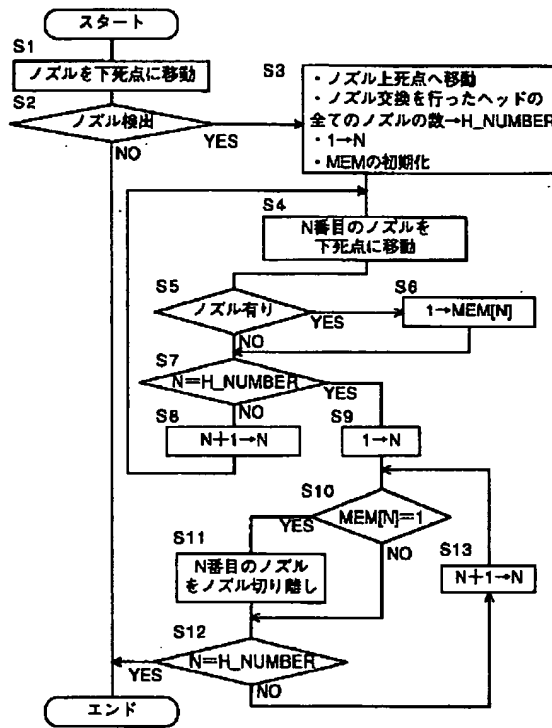 スタート
S1
ノズルを下死点に移動
S2
ノズル検出
YES
NO
S3
・ノズル上死点へ移動
・ノズル交換を行ったヘッドの
全てのノズルの数→H_NUMBER
・1→N
・MEMの初期化
S4
N番目のノズルを
下死点に移動
S5
ノズル有り
YES
NO
S6
1→MEM[N]
S7
N=H_NUMBER
YES
NO
S8
N+1→N
S9
1→N
S10
MEM[N]=1
YES
NO
S11
N番目のノズル
をノズル切り離し
S13
N+1→N
S12
N=H_NUMBER
YES
NO
エンド